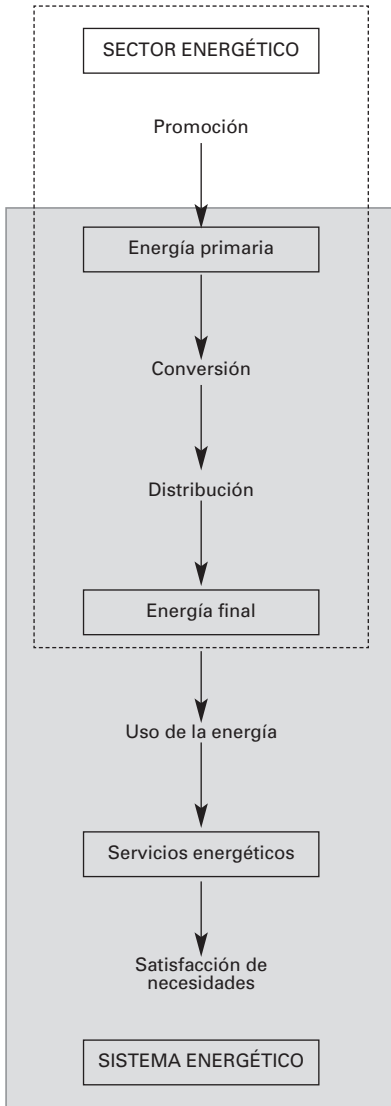 SECTOR ENERGÉTICO
Promoción
Energía primaria
Conversión
Distribución
Energía final
Uso de la energía
Servicios energéticos
Satisfacción de
necesidades
SISTEMA ENERGÉTICO